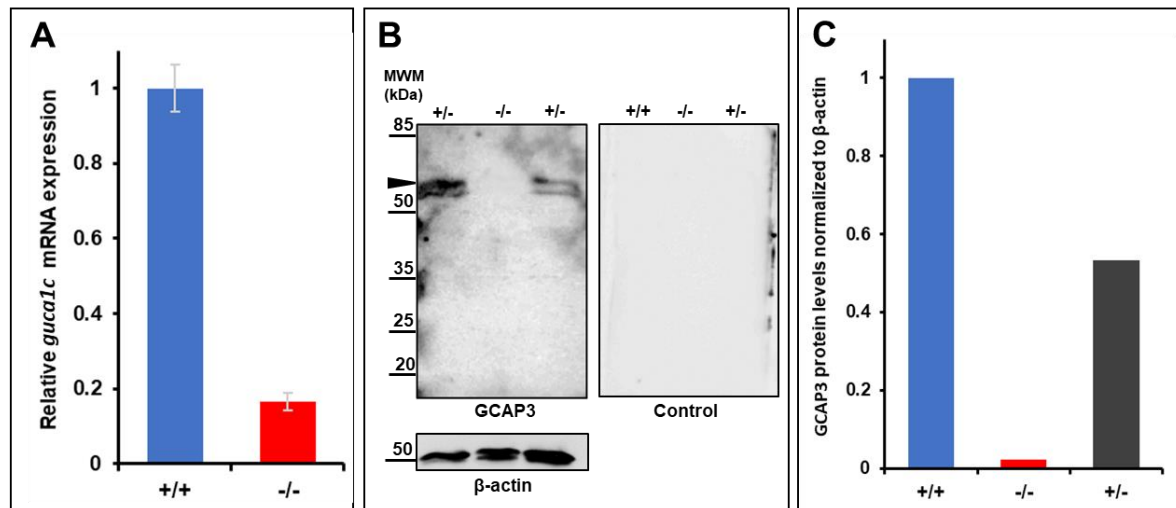 A
Relative guca1c mRNA expression
1
0.8
0.6
0.4
0.2
0
+/+ -/-
B
MWM
(kDa)
+/- -/- +/-
+/+ -/- +/-
85
50
35
25
20
GCAP3
Control
50
β-actin
C
GCAP3 protein levels normalized to β-actin
1
0.8
0.6
0.4
0.2
0
+/+ -/- +/-